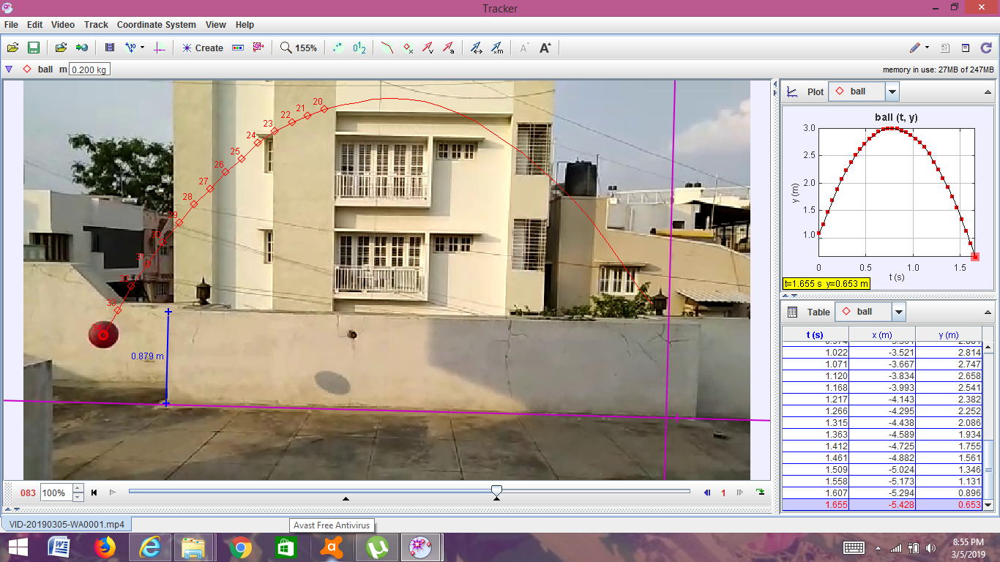 Tracker
File Edit Video Track Coordinate System View Help
Create 155%
ball m 0.200 kg
memory in use: 27MB of 247MB
20
21
22
23
24
25
26
27
28
30
33
0.879 m
Plot ball
ball (t, y)
3.0
2.5
2.0
1.5
1.0
y (m)
0 0.5 1.0 1.5
t (s)
t=1.655 s y=0.653 m
Table ball
t (s) x (m) y (m)
1.022 -3.521 2.814
1.071 -3.667 2.747
1.120 -3.834 2.658
1.168 -3.993 2.541
1.217 -4.143 2.382
1.266 -4.295 2.252
1.315 -4.438 2.086
1.363 -4.589 1.934
1.412 -4.725 1.755
1.461 -4.882 1.561
1.509 -5.024 1.346
1.558 -5.173 1.131
1.607 -5.294 0.896
1.655 -5.428 0.653
083 100% 1
VID-20190305-WA0001.mp4
Avast Free Antivirus
8:55 PM
3/5/2019